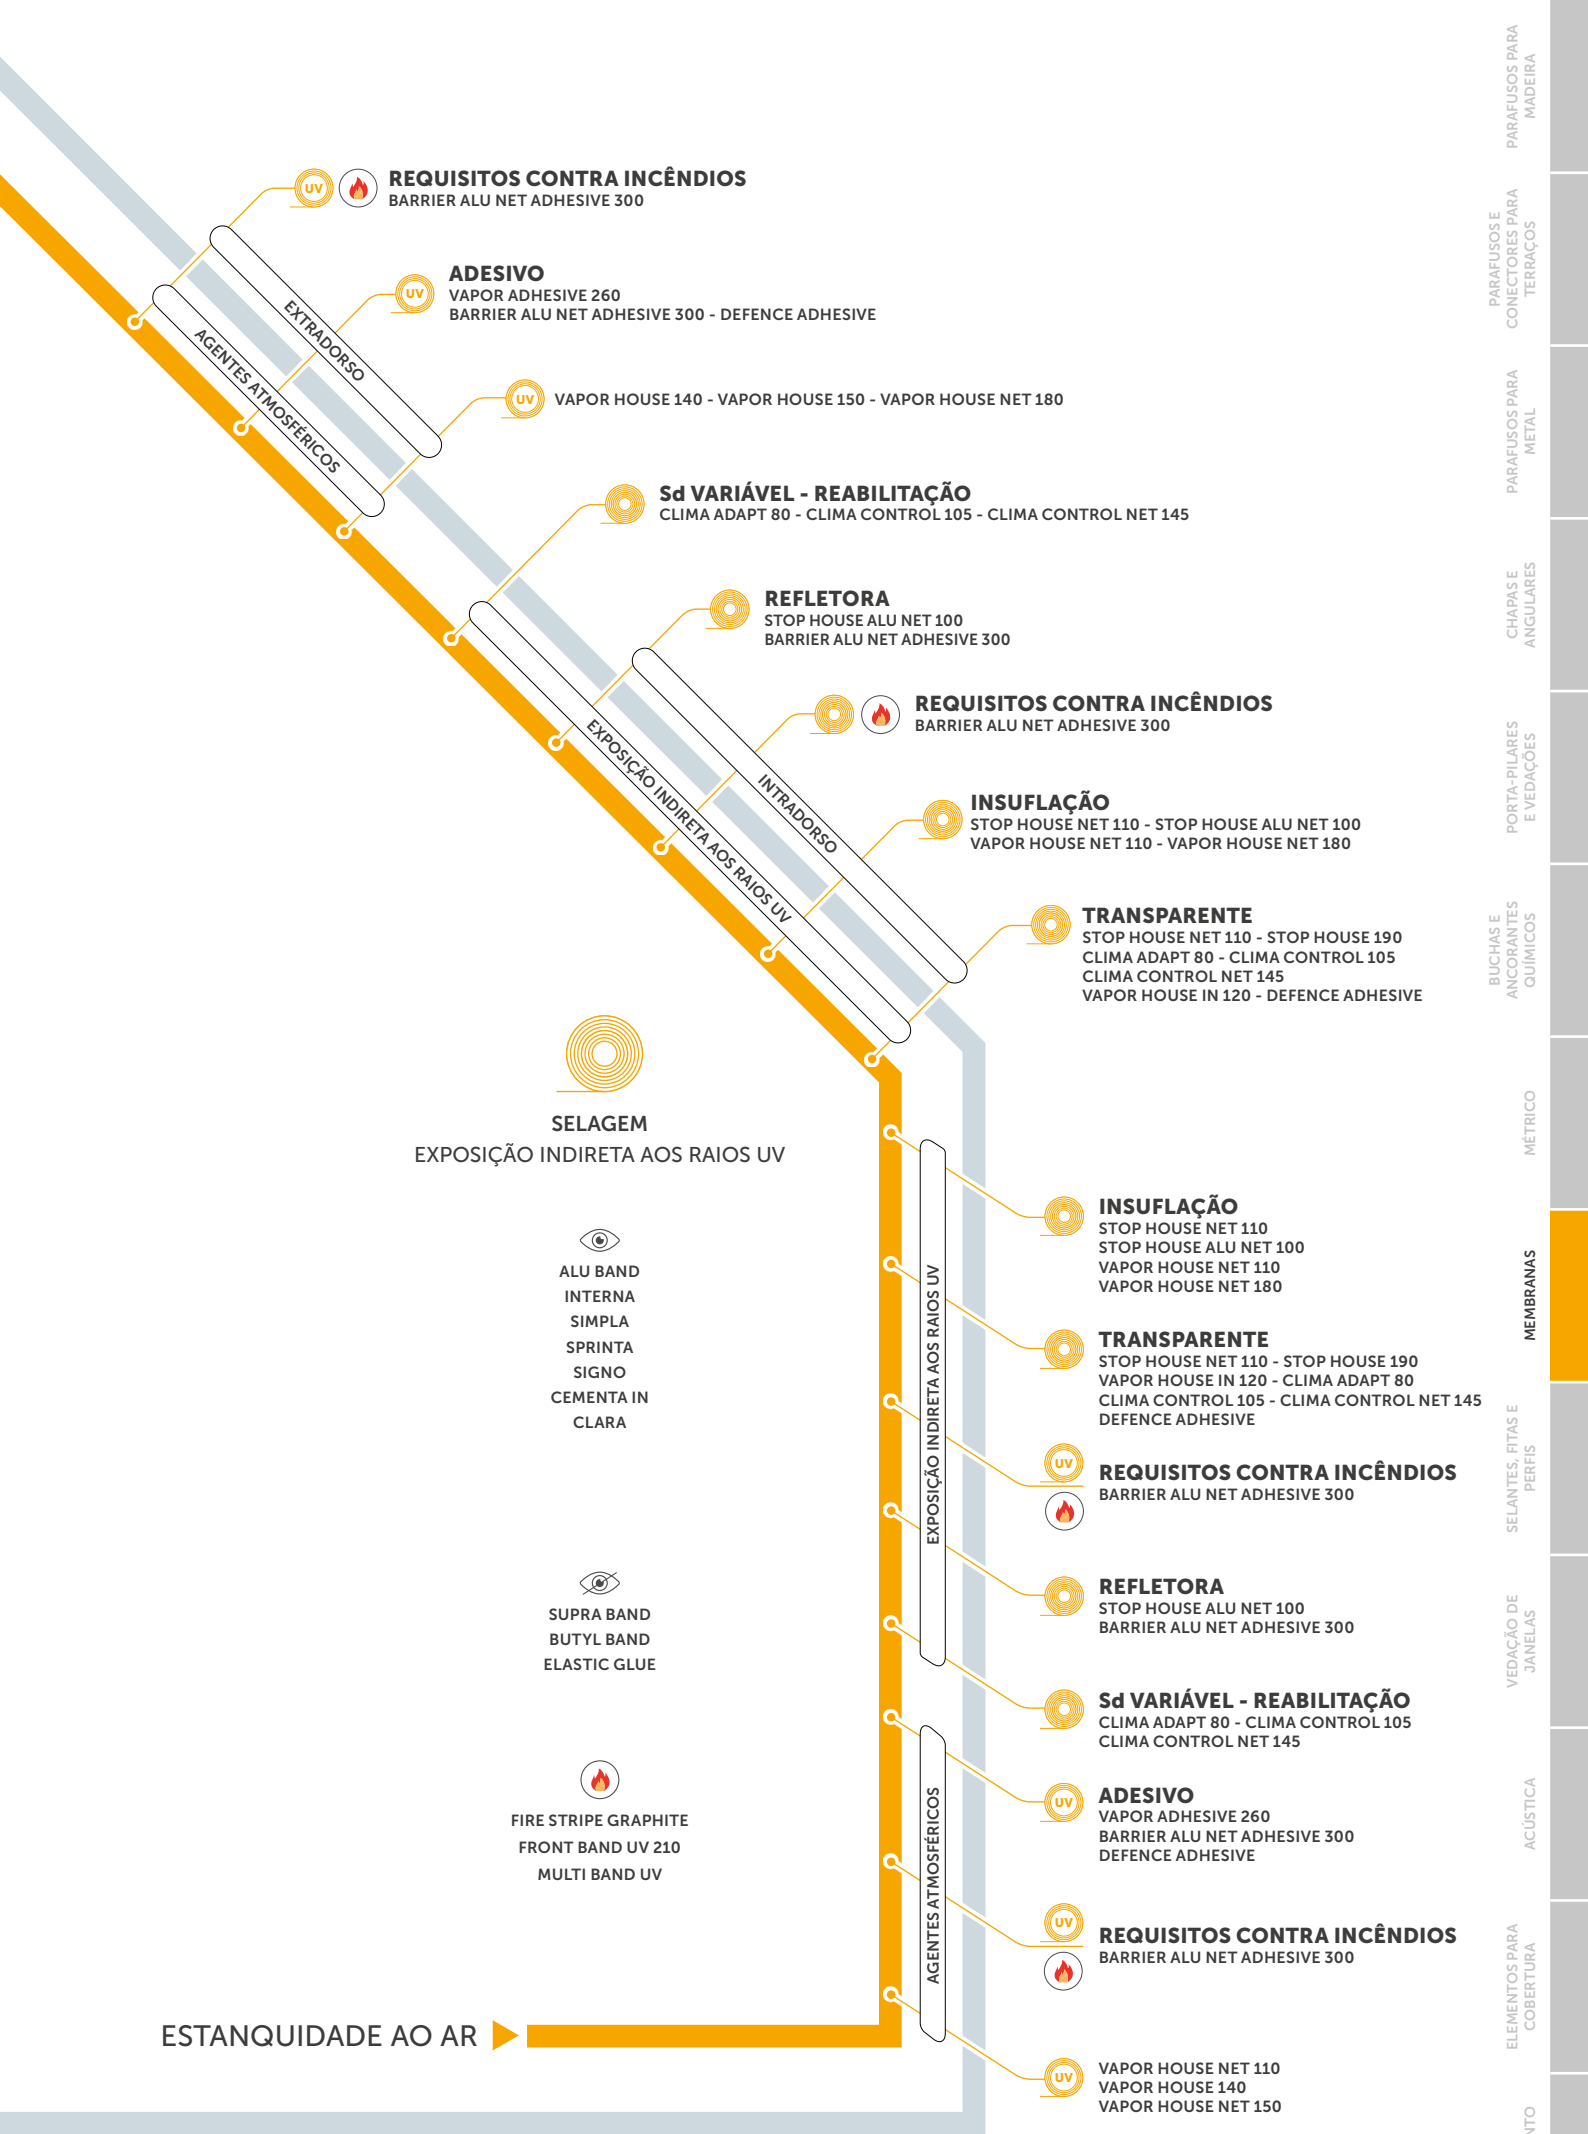 REQUISITOS CONTRA INCÊNDIOS
BARRIER ALU NET ADHESIVE 300
ADESIVO
VAPOR ADHESIVE 260
BARRIER ALU NET ADHESIVE 300 - DEFENCE ADHESIVE
VAPOR HOUSE 140 - VAPOR HOUSE 150 - VAPOR HOUSE NET 180
EXTRADORSO
AGENTES ATMOSFÉRICOS
UV
UV
UV
Sd VARIÁVEL - REABILITAÇÃO
CLIMA ADAPT 80 - CLIMA CONTROL 105 - CLIMA CONTROL NET 145
REFLETORA
STOP HOUSE ALU NET 100
BARRIER ALU NET ADHESIVE 300
REQUISITOS CONTRA INCÊNDIOS
BARRIER ALU NET ADHESIVE 300
INSUFLAÇÃO
STOP HOUSE NET 110 - STOP HOUSE ALU NET 100
VAPOR HOUSE NET 110 - VAPOR HOUSE NET 180
TRANSPARENTE
STOP HOUSE NET 110 - STOP HOUSE 190
CLIMA ADAPT 80 - CLIMA CONTROL 105
CLIMA CONTROL NET 145
VAPOR HOUSE IN 120 - DEFENCE ADHESIVE
INTRADORSO
EXPOSIÇÃO INDIRETA AOS RAIOS UV
SELAGEM
EXPOSIÇÃO INDIRETA AOS RAIOS UV
ALU BAND
INTERNA
SIMPLA
SPRINTA
SIGNO
CEMENTA IN
CLARA
SUPRA BAND
BUTYL BAND
ELASTIC GLUE
FIRE STRIPE GRAPHITE
FRONT BAND UV 210
MULTI BAND UV
ESTANQUIDADE AO AR
EXPOSIÇÃO INDIRETA AOS RAIOS UV
INSUFLAÇÃO
STOP HOUSE NET 110
STOP HOUSE ALU NET 100
VAPOR HOUSE NET 110
VAPOR HOUSE NET 180
TRANSPARENTE
STOP HOUSE NET 110 - STOP HOUSE 190
VAPOR HOUSE IN 120 - CLIMA ADAPT 80
CLIMA CONTROL 105 - CLIMA CONTROL NET 145
DEFENCE ADHESIVE
UV
REQUISITOS CONTRA INCÊNDIOS
BARRIER ALU NET ADHESIVE 300
REFLETORA
STOP HOUSE ALU NET 100
BARRIER ALU NET ADHESIVE 300
Sd VARIÁVEL - REABILITAÇÃO
CLIMA ADAPT 80 - CLIMA CONTROL 105
CLIMA CONTROL NET 145
AGENTES ATMOSFÉRICOS
UV
ADESIVO
VAPOR ADHESIVE 260
BARRIER ALU NET ADHESIVE 300
DEFENCE ADHESIVE
UV
REQUISITOS CONTRA INCÊNDIOS
BARRIER ALU NET ADHESIVE 300
UV
VAPOR HOUSE NET 110
VAPOR HOUSE 140
VAPOR HOUSE NET 150
PARAFUSOS PARA
MADEIRA
PARAFUSOS E
CONECTORES PARA
TERRAÇOS
PARAFUSOS PARA
METAL
CHAPAS E
ANGULARES
PORTA-PILARES
E VEDAÇÕES
BUCHAS E
ANCORANTES
QUÍMICOS
MÉTRICO
MEMBRANAS
SELANTES, FITAS E
PERFIS
VEDAÇÃO DE
JANELAS
ACÚSTICA
ELEMENTOS PARA
COBERTURA